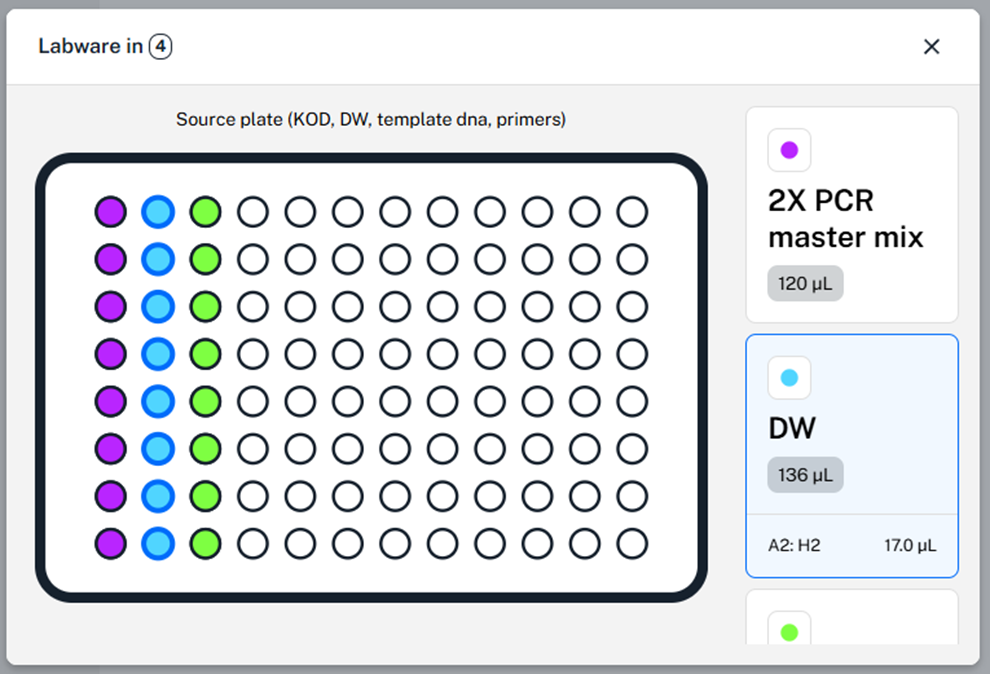 Labware in 4
Source plate (KOD, DW, template dna, primers)
2X PCR
master mix
120 µL
DW
136 µL
A2: H2 17.0 µL